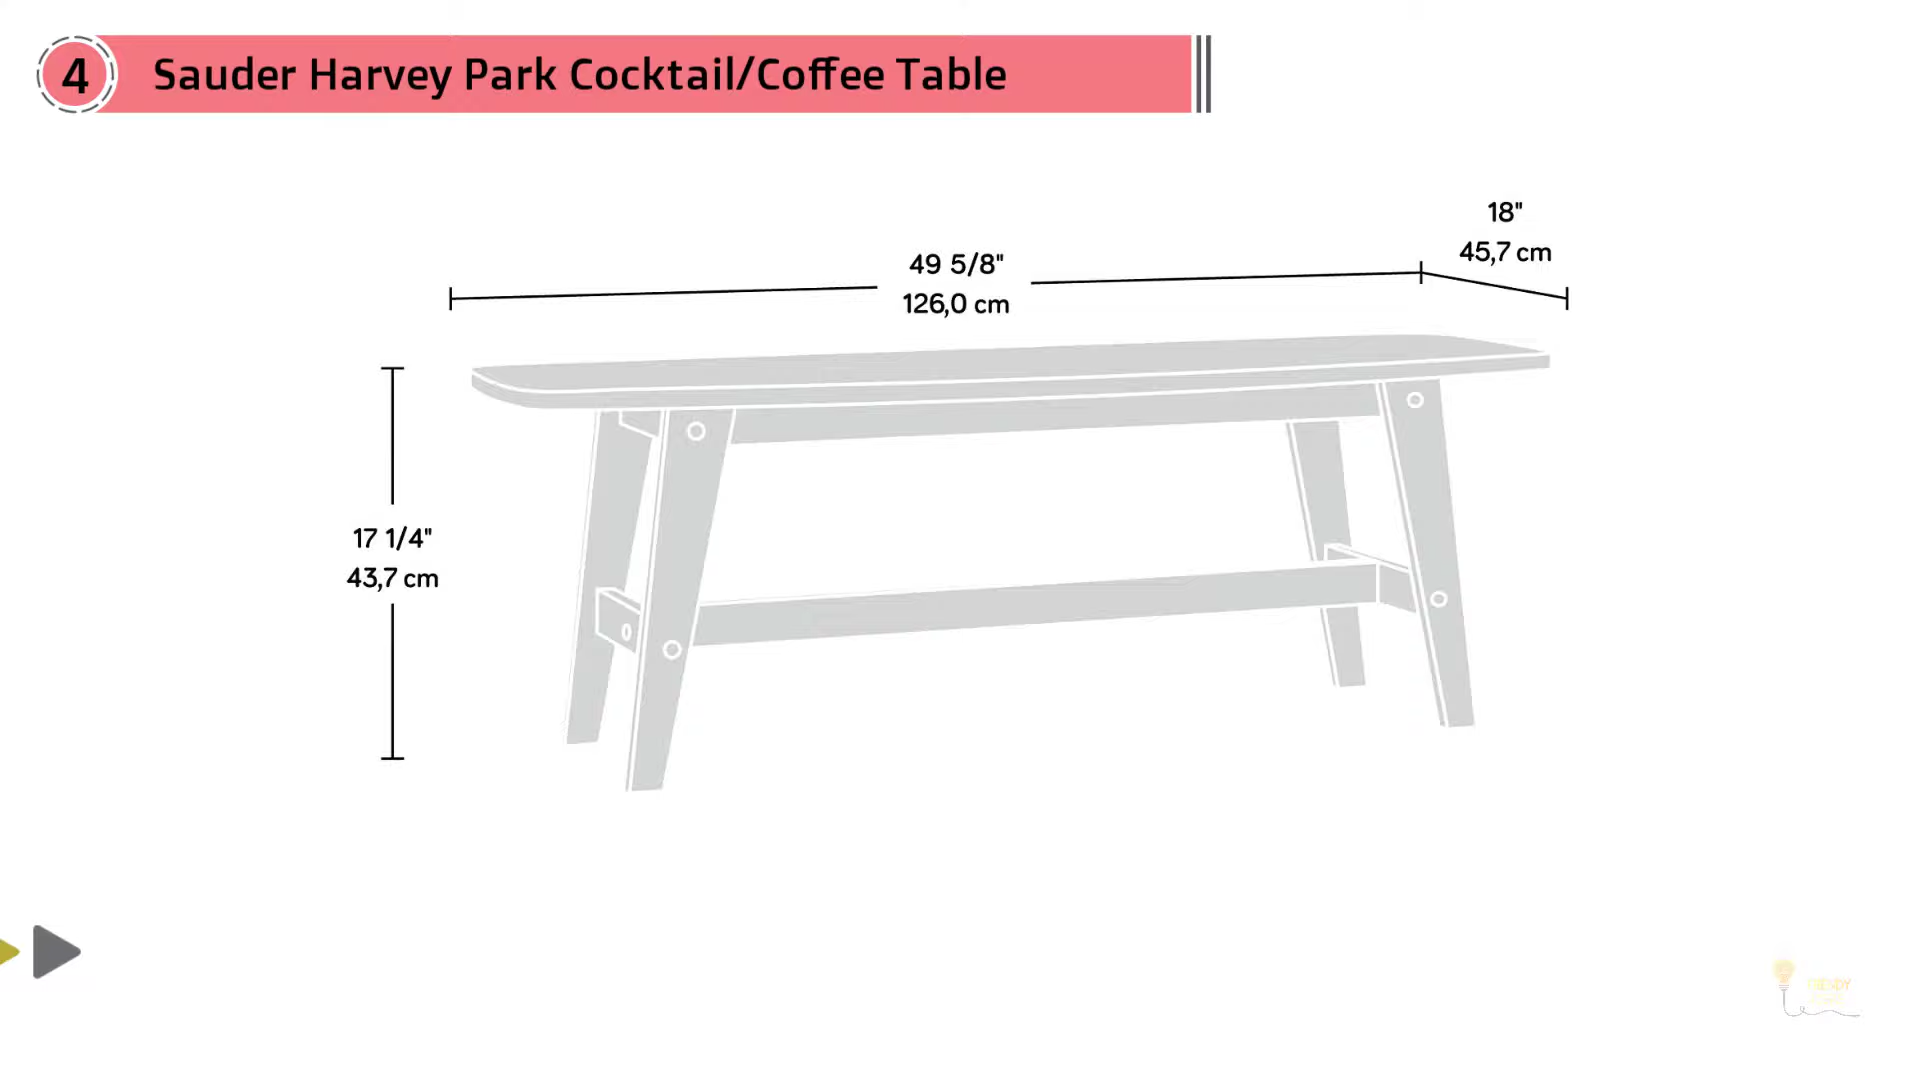 4 Sauder Harvey Park Cocktail/Coffee Table
18"
45,7 cm
49 5/8"
126,0 cm
17 1/4"
43,7 cm